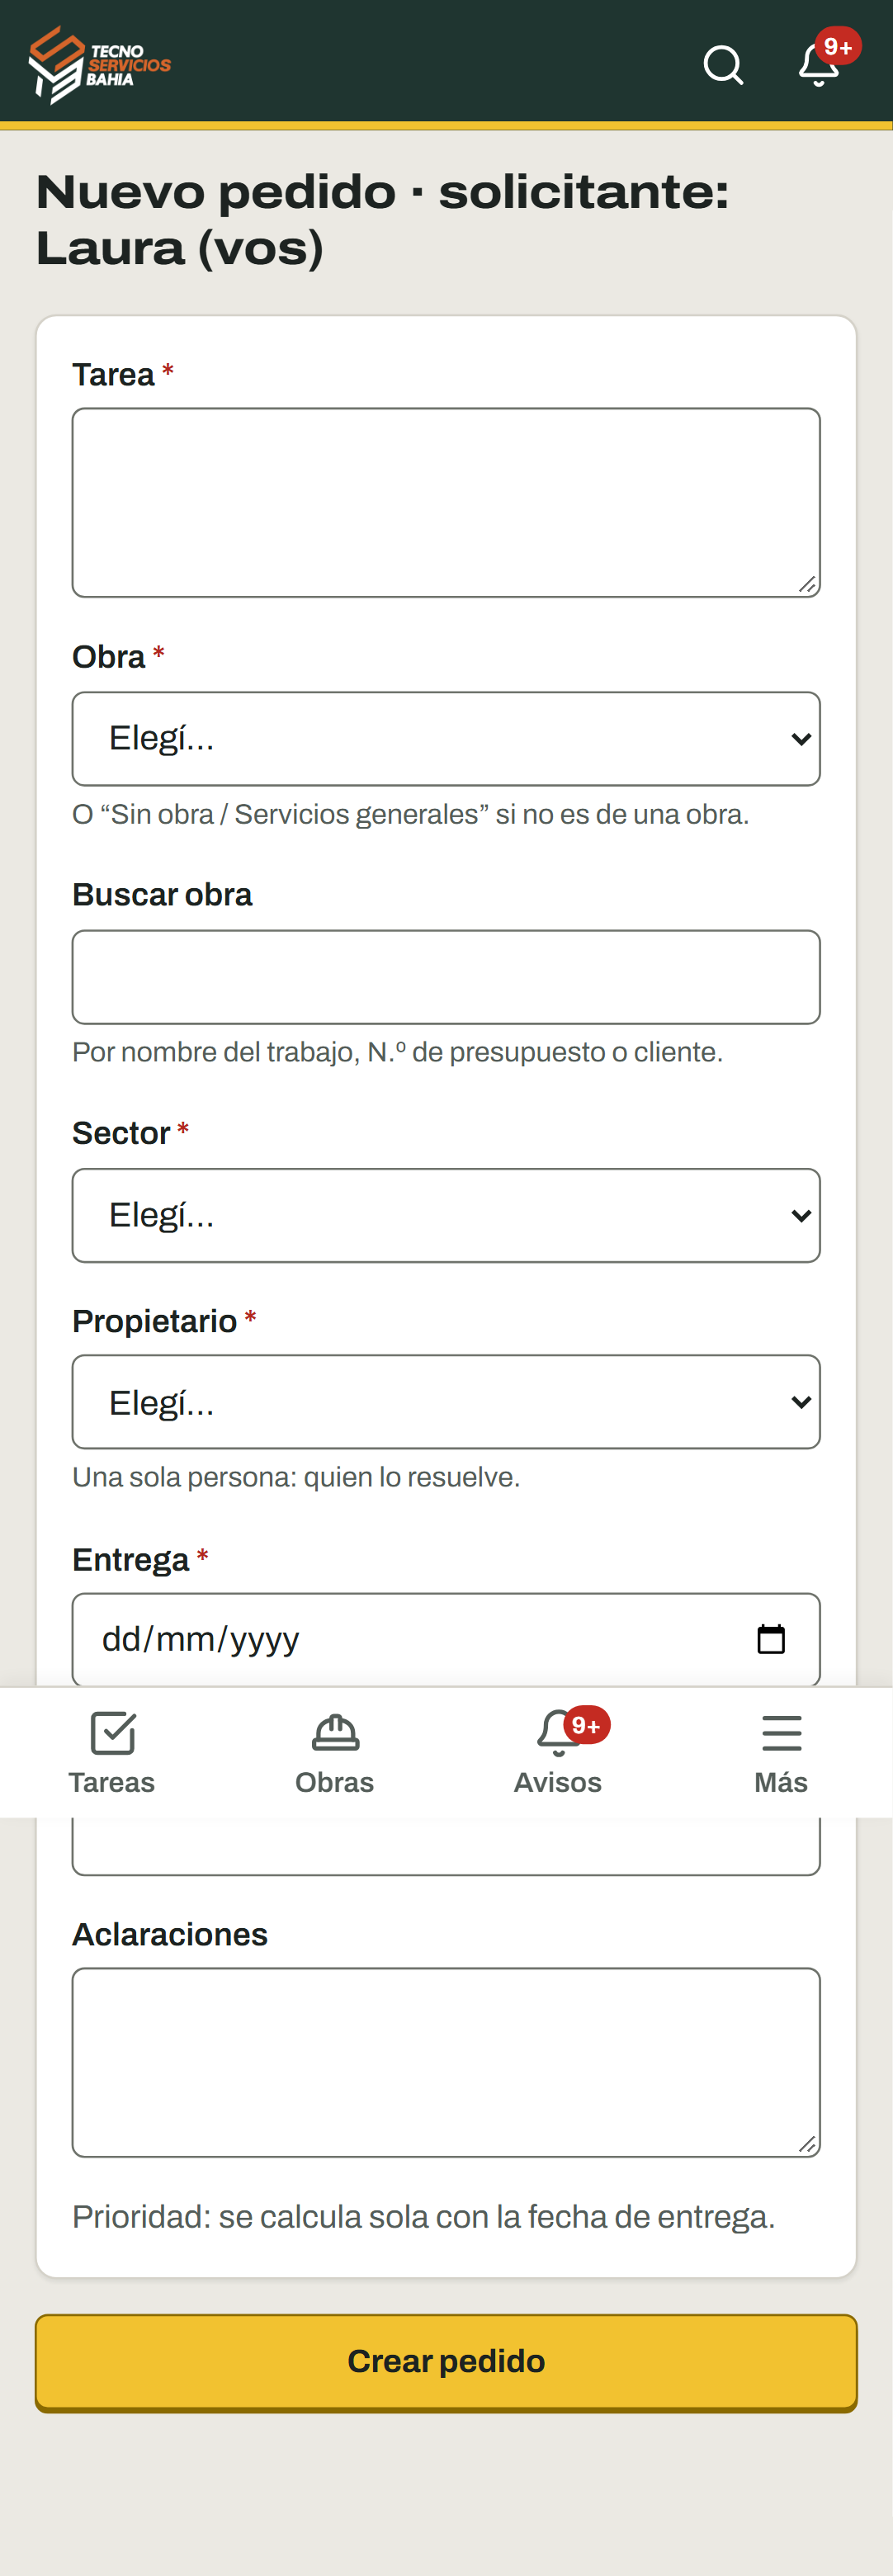 TECNO
SERVICIOS
BAHIA
9+
Nuevo pedido · solicitante:
Laura (vos)
Tarea *
Obra *
Elegí...
O “Sin obra / Servicios generales” si no es de una obra.
Buscar obra
Por nombre del trabajo, N.º de presupuesto o cliente.
Sector *
Elegí...
Propietario *
Elegí...
Una sola persona: quien lo resuelve.
Entrega *
dd/mm/yyyy
9+
Tareas
Obras
Avisos
Más
Aclaraciones
Prioridad: se calcula sola con la fecha de entrega.
Crear pedido